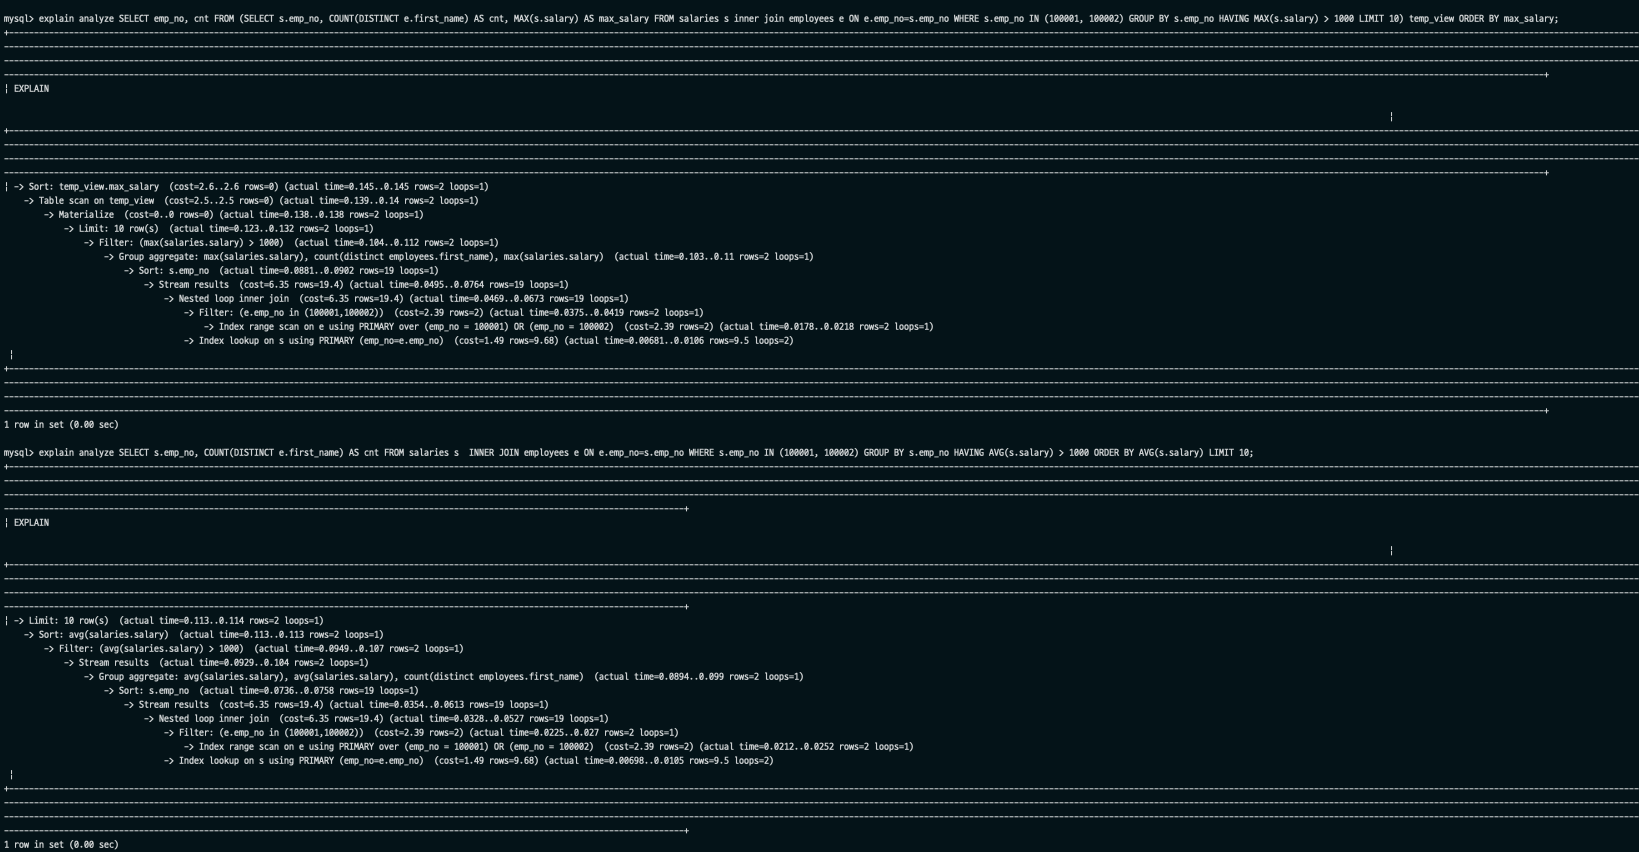 mysql> explain analyze SELECT emp_no, cnt FROM (SELECT s.emp_no, COUNT(DISTINCT e.first_name) AS cnt, MAX(s.salary) AS max_salary FROM salaries s inner join employees e ON e.emp_no=s.emp_no WHERE s.emp_no IN (100001, 100002) GROUP BY s.emp_no HAVING MAX(s.salary) > 1000 LIMIT 10) temp_view ORDER BY max_salary;
| EXPLAIN
|
| -> Sort: temp_view.max_salary  (cost=2.6..2.6 rows=0) (actual time=0.145..0.145 rows=2 loops=1)
    -> Table scan on temp_view  (cost=2.5..2.5 rows=0) (actual time=0.139..0.14 rows=2 loops=1)
        -> Materialize  (cost=0..0 rows=0) (actual time=0.138..0.138 rows=2 loops=1)
            -> Limit: 10 row(s)  (actual time=0.123..0.132 rows=2 loops=1)
                -> Filter: (max(salaries.salary) > 1000)  (actual time=0.104..0.112 rows=2 loops=1)
                    -> Group aggregate: max(salaries.salary), count(distinct employees.first_name), max(salaries.salary)  (actual time=0.103..0.11 rows=2 loops=1)
                        -> Sort: s.emp_no  (actual time=0.0881..0.0902 rows=19 loops=1)
                            -> Stream results  (cost=6.35 rows=19.4) (actual time=0.0495..0.0764 rows=19 loops=1)
                                -> Nested loop inner join  (cost=6.35 rows=19.4) (actual time=0.0469..0.0673 rows=19 loops=1)
                                    -> Filter: (e.emp_no in (100001,100002))  (cost=2.39 rows=2) (actual time=0.0375..0.0419 rows=2 loops=1)
                                        -> Index range scan on e using PRIMARY over (emp_no = 100001) OR (emp_no = 100002)  (cost=2.39 rows=2) (actual time=0.0178..0.0218 rows=2 loops=1)
                                    -> Index lookup on s using PRIMARY (emp_no=e.emp_no)  (cost=1.49 rows=9.68) (actual time=0.00681..0.0106 rows=9.5 loops=2)
|
1 row in set (0.00 sec)
mysql> explain analyze SELECT s.emp_no, COUNT(DISTINCT e.first_name) AS cnt FROM salaries s  INNER JOIN employees e ON e.emp_no=s.emp_no WHERE s.emp_no IN (100001, 100002) GROUP BY s.emp_no HAVING AVG(s.salary) > 1000 ORDER BY AVG(s.salary) LIMIT 10;
| EXPLAIN
|
| -> Limit: 10 row(s)  (actual time=0.113..0.114 rows=2 loops=1)
    -> Sort: avg(salaries.salary)  (actual time=0.113..0.113 rows=2 loops=1)
        -> Filter: (avg(salaries.salary) > 1000)  (actual time=0.0949..0.107 rows=2 loops=1)
            -> Stream results  (actual time=0.0929..0.104 rows=2 loops=1)
                -> Group aggregate: avg(salaries.salary), avg(salaries.salary), count(distinct employees.first_name)  (actual time=0.0894..0.099 rows=2 loops=1)
                    -> Sort: s.emp_no  (actual time=0.0736..0.0758 rows=19 loops=1)
                        -> Stream results  (cost=6.35 rows=19.4) (actual time=0.0354..0.0613 rows=19 loops=1)
                            -> Nested loop inner join  (cost=6.35 rows=19.4) (actual time=0.0328..0.0527 rows=19 loops=1)
                                -> Filter: (e.emp_no in (100001,100002))  (cost=2.39 rows=2) (actual time=0.0225..0.027 rows=2 loops=1)
                                    -> Index range scan on e using PRIMARY over (emp_no = 100001) OR (emp_no = 100002)  (cost=2.39 rows=2) (actual time=0.0212..0.0252 rows=2 loops=1)
                                -> Index lookup on s using PRIMARY (emp_no=e.emp_no)  (cost=1.49 rows=9.68) (actual time=0.00698..0.0105 rows=9.5 loops=2)
|
1 row in set (0.00 sec)